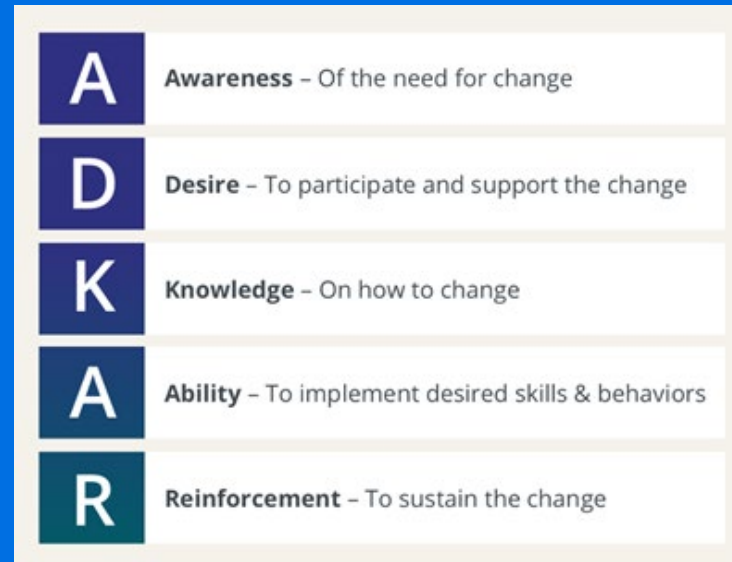 A
Awareness – Of the need for change
D
Desire – To participate and support the change
K
Knowledge – On how to change
A
Ability – To implement desired skills & behaviors
R
Reinforcement – To sustain the change